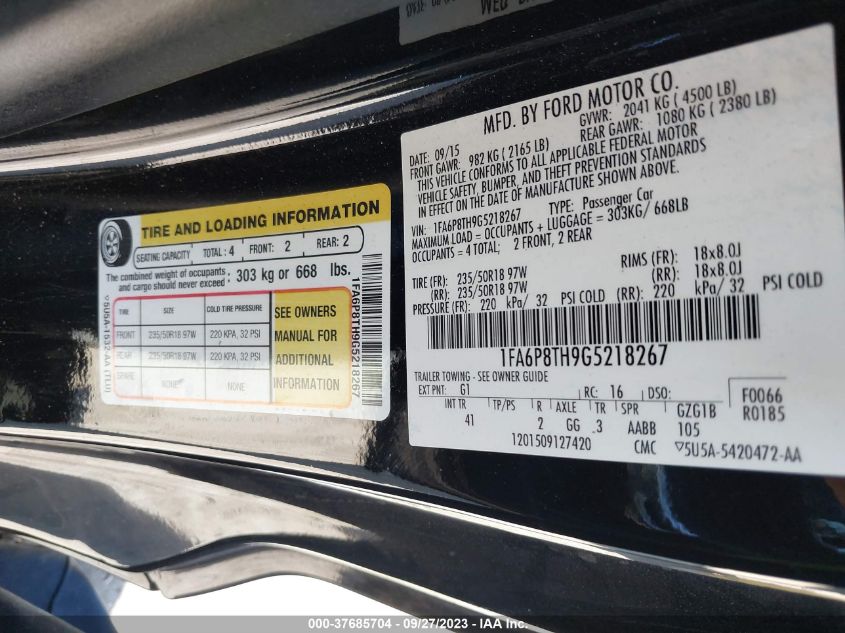 TIRE AND LOADING INFORMATION
SEATING CAPACITY TOTAL: 4 FRONT: 2 REAR: 2
The combined weight of occupants and cargo should never exceed: 303 kg or 668 lbs.
TIRE SIZE COLD TIRE PRESSURE
FRONT 235/50R18 97W 220 KPA, 32 PSI
REAR 235/50R18 97W 220 KPA, 32 PSI
SPARE NONE NONE
SEE OWNERS
MANUAL FOR
ADDITIONAL
INFORMATION
5U5A-1532-AA (TLU)
1FA6P8TH9G5218267
MFD. BY FORD MOTOR CO.
DATE: 09/15 GVWR: 2041 KG ( 4500 LB)
FRONT GAWR: 982 KG ( 2165 LB) REAR GAWR: 1080 KG ( 2380 LB)
THIS VEHICLE CONFORMS TO ALL APPLICABLE FEDERAL MOTOR
VEHICLE SAFETY, BUMPER, AND THEFT PREVENTION STANDARDS
IN EFFECT ON THE DATE OF MANUFACTURE SHOWN ABOVE.
VIN: 1FA6P8TH9G5218267 TYPE: Passenger Car
MAXIMUM LOAD = OCCUPANTS + LUGGAGE = 303KG/ 668LB
OCCUPANTS = 4 TOTAL; 2 FRONT, 2 REAR
TIRE (FR): 235/50R18 97W RIMS (FR): 18x8.0J
(RR): 235/50R18 97W (RR): 18x8.0J
PRESSURE (FR): 220 kPa/ 32 PSI COLD (RR): 220 kPa/ 32 PSI COLD
1FA6P8TH9G5218267
TRAILER TOWING - SEE OWNER GUIDE
EXT PNT: G1 RC: 16 DSO: F0066
R0185
INT TR TP/PS R AXLE TR SPR GZG1B
41 2 GG .3 AABB 105
1201509127420 CMC 5U5A-5420472-AA
000-37685704 - 09/27/2023 -